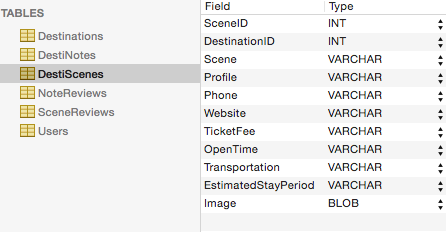 TABLES
Destinations
DestiNotes
DestiScenes
NoteReviews
SceneReviews
Users
Field Type
SceneID INT
DestinationID INT
Scene VARCHAR
Profile VARCHAR
Phone VARCHAR
Website VARCHAR
TicketFee VARCHAR
OpenTime VARCHAR
Transportation VARCHAR
EstimatedStayPeriod VARCHAR
Image BLOB